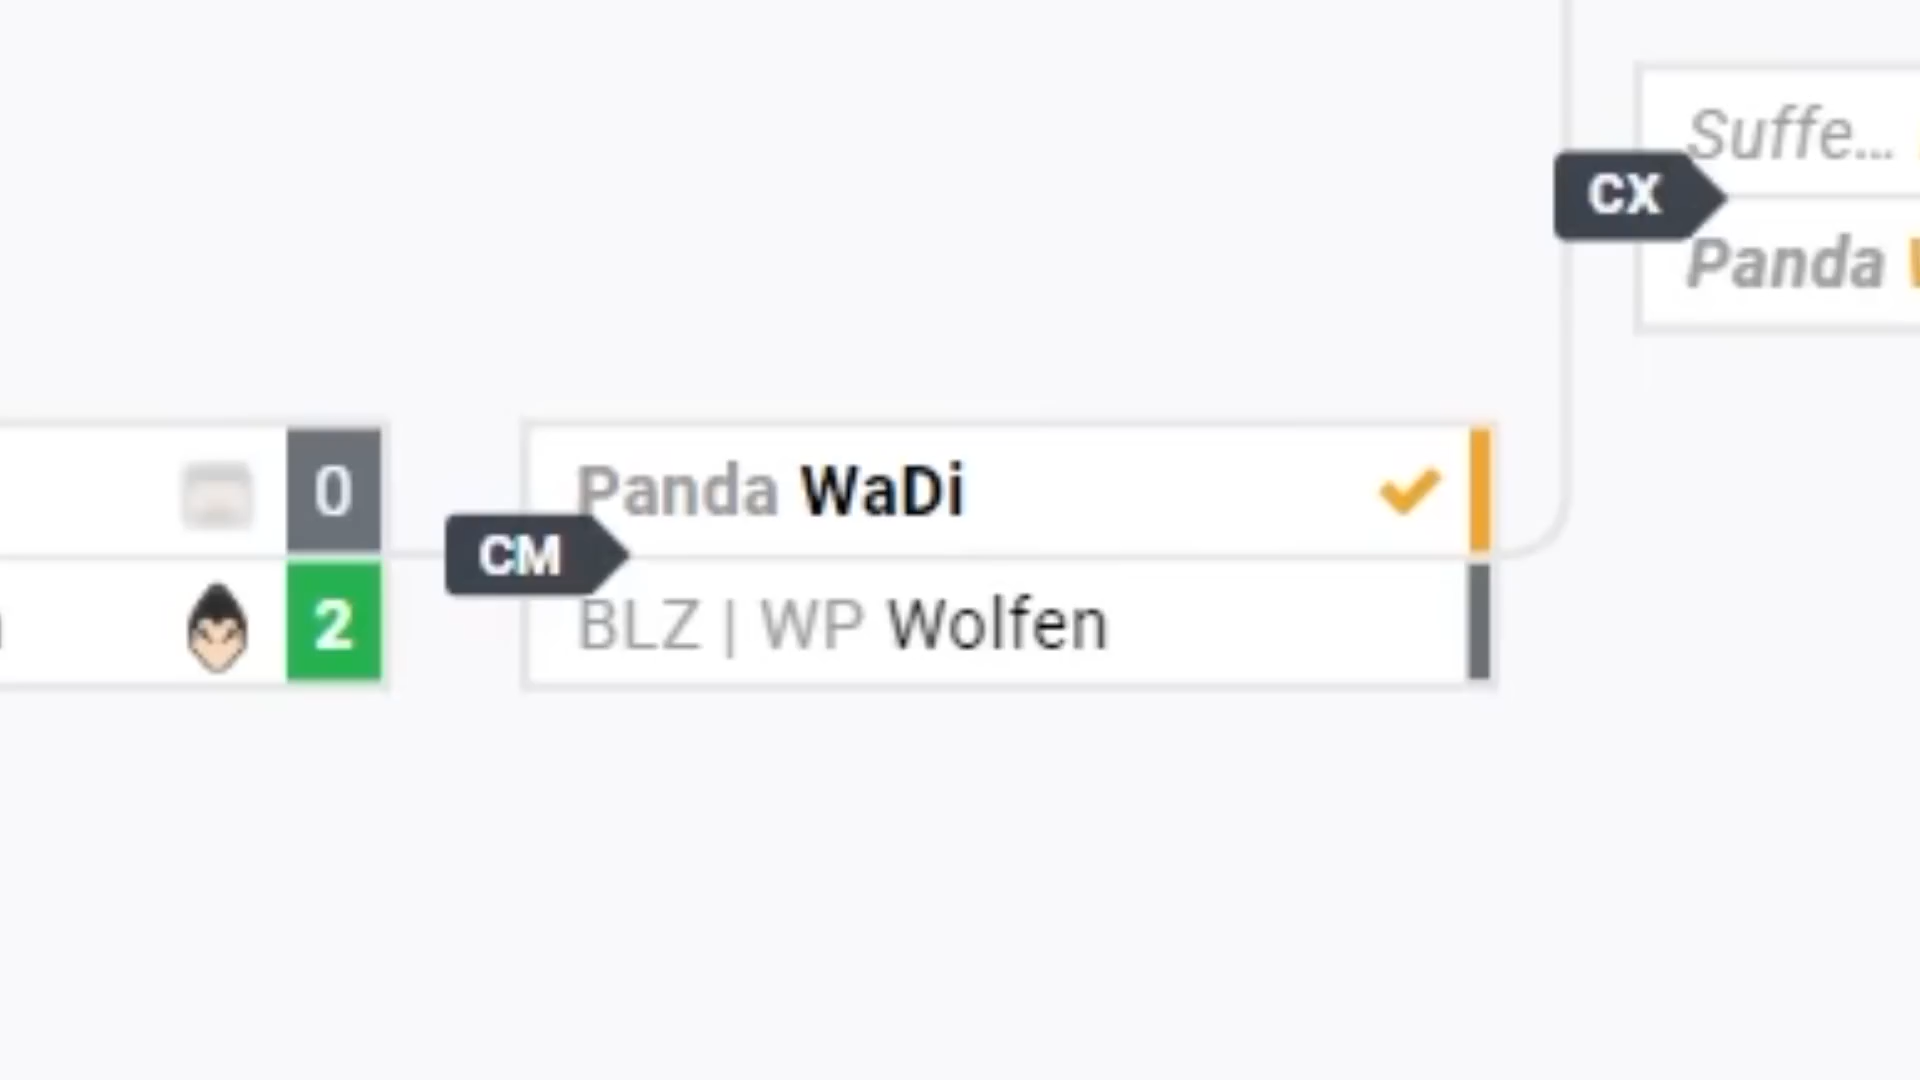 Suffe...
CX
Panda
0
Panda WaDi
CM
2
BLZ | WP Wolfen